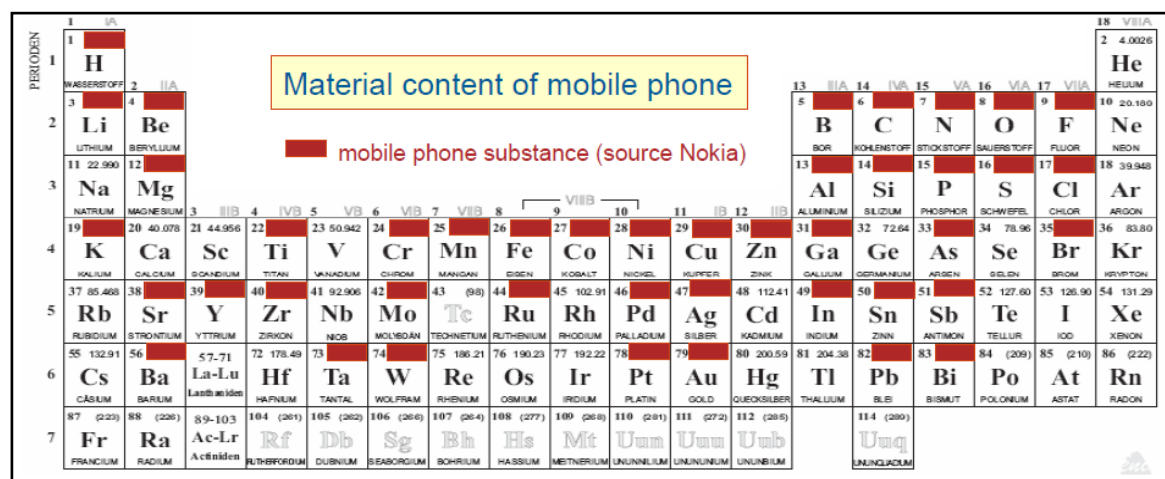 1 IA
18 VIIIA
PERIODEN
1
1
H
WASSERSTOFF
2 IIA
Material content of mobile phone
mobile phone substance (source Nokia)
13 IIIA 14 IVA 15 VA 16 VIA 17 VIIA
2 4.0026
He
HELIUM
2
3 4 5 6 7 8 9 10 20.180
Li Be B C N O F Ne
LITHIUM BERYLLIUM BOR KOHLENSTOFF STICKSTOFF SAUERSTOFF FLUOR NEON
3
11 22.990 12 13 14 15 16 17 18 39.948
Na Mg Al Si P S Cl Ar
NATRIUM MAGNESIUM ALUMINIUM SILIZIUM PHOSPHOR SCHWEFEL CHLOR ARGON
3 IIIB 4 IVB 5 VB 6 VIB 7 VIIB 8 9 VIIIB 10 11 IB 12 IIB
4
19 20 40.078 21 44.956 22 23 50.942 24 25 26 27 28 29 30 31 32 72.64 33 34 78.96 35 36 83.80
K Ca Sc Ti V Cr Mn Fe Co Ni Cu Zn Ga Ge As Se Br Kr
KALIUM CALCIUM SCANDIUM TITAN VANADIUM CHROM MANGAN EISEN KOBALT NICKEL KUPFER ZINK GALLIUM GERMANIUM ARSEN SELEN BROM KRYPTON
5
37 85.468 38 39 40 41 92.906 42 43 (98) 44 45 102.91 46 47 48 112.41 49 50 51 52 127.60 53 126.90 54 131.29
Rb Sr Y Zr Nb Mo Tc Ru Rh Pd Ag Cd In Sn Sb Te I Xe
RUBIDIUM STRONTIUM YTTRIUM ZIRKON NIOB MOLYBDÄN TECHNETIUM RUTHENIUM RHODIUM PALLADIUM SILBER KADMIUM INDIUM ZINN ANTIMON TELLUR IOD XENON
6
55 132.91 56 57-71 72 178.49 73 74 75 186.21 76 190.23 77 192.22 78 79 80 200.59 81 204.38 82 83 84 (209) 85 (210) 86 (222)
Cs Ba La-Lu Hf Ta W Re Os Ir Pt Au Hg Tl Pb Bi Po At Rn
CÄSIUM BARIUM Lanthaniden HAFNIUM TANTAL WOLFRAM RHENIUM OSMIUM IRIDIUM PLATIN GOLD QUECKSILBER THALLIUM BLEI BISMUT POLONIUM ASTAT RADON
7
87 (223) 88 (226) 89-103 104 (261) 105 (262) 106 (266) 107 (264) 108 (277) 109 (268) 110 (281) 111 (272) 112 (285) 114 (289)
Fr Ra Ac-Lr Rf Db Sg Bh Hs Mt Uun Uuu Uub Uuq
FRANCIUM RADIUM Actiniden RUTHERFORDIUM DUBNIUM SEABORGIUM BOHRIUM HASSIUM MEITNERIUM UNUNNILIUM UNUNUNIUM UNUNBIUM UNUNQUADIUM